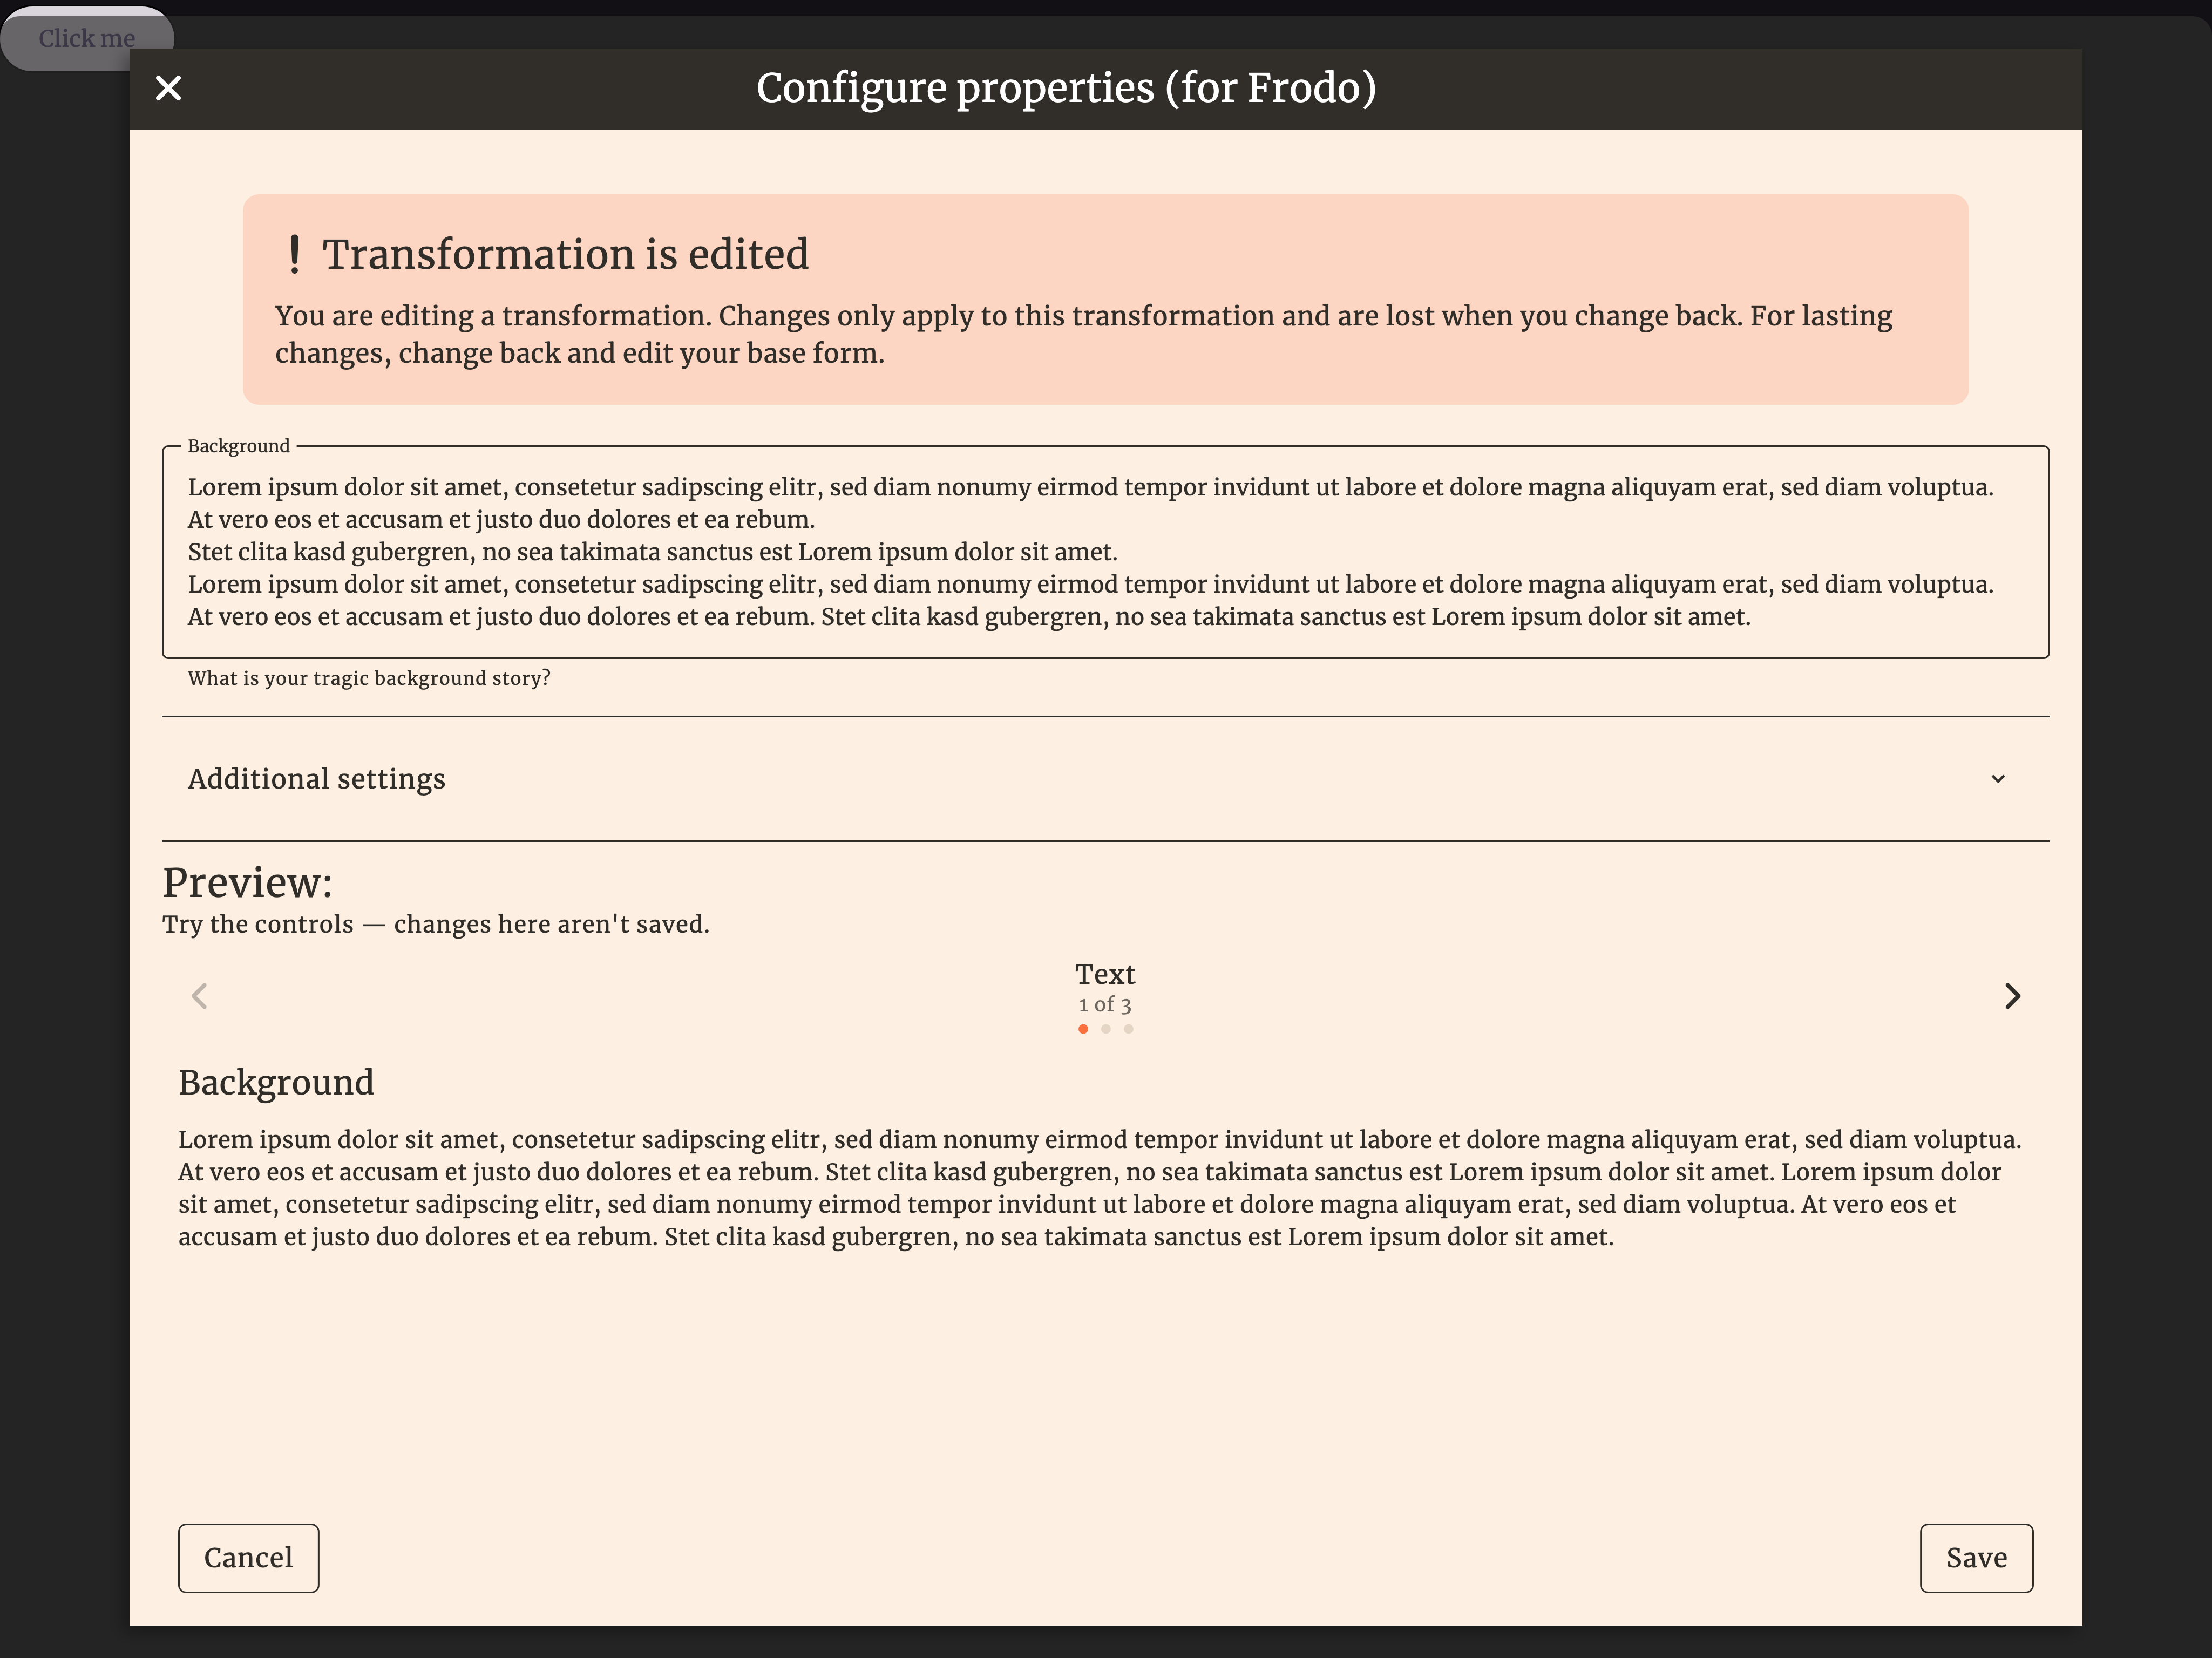 Click me
Configure properties (for Frodo)
! Transformation is edited
You are editing a transformation. Changes only apply to this transformation and are lost when you change back. For lasting
changes, change back and edit your base form.
Background
Lorem ipsum dolor sit amet, consetetur sadipscing elitr, sed diam nonumy eirmod tempor invidunt ut labore et dolore magna aliquyam erat, sed diam voluptua.
At vero eos et accusam et justo duo dolores et ea rebum.
Stet clita kasd gubergren, no sea takimata sanctus est Lorem ipsum dolor sit amet.
Lorem ipsum dolor sit amet, consetetur sadipscing elitr, sed diam nonumy eirmod tempor invidunt ut labore et dolore magna aliquyam erat, sed diam voluptua.
At vero eos et accusam et justo duo dolores et ea rebum. Stet clita kasd gubergren, no sea takimata sanctus est Lorem ipsum dolor sit amet.
What is your tragic background story?
Additional settings
Preview:
Try the controls — changes here aren't saved.
Text
1 of 3
Background
Lorem ipsum dolor sit amet, consetetur sadipscing elitr, sed diam nonumy eirmod tempor invidunt ut labore et dolore magna aliquyam erat, sed diam voluptua.
At vero eos et accusam et justo duo dolores et ea rebum. Stet clita kasd gubergren, no sea takimata sanctus est Lorem ipsum dolor sit amet. Lorem ipsum dolor
sit amet, consetetur sadipscing elitr, sed diam nonumy eirmod tempor invidunt ut labore et dolore magna aliquyam erat, sed diam voluptua. At vero eos et
accusam et justo duo dolores et ea rebum. Stet clita kasd gubergren, no sea takimata sanctus est Lorem ipsum dolor sit amet.
Cancel
Save